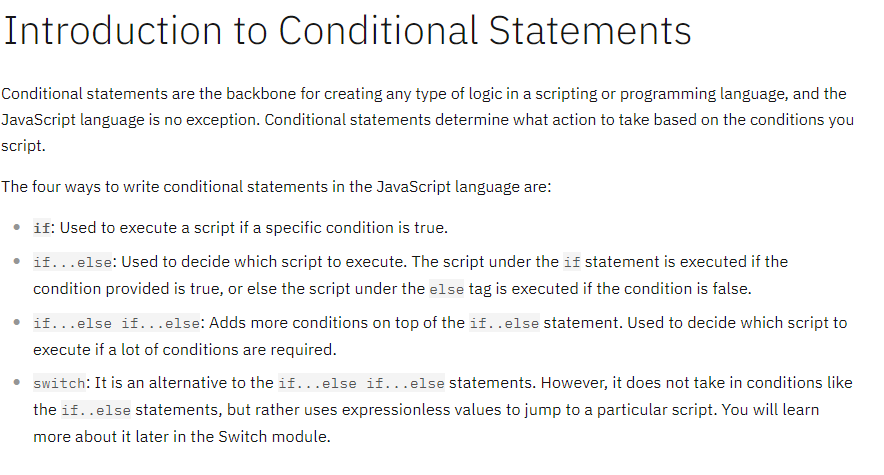 Introduction to Conditional Statements
Conditional statements are the backbone for creating any type of logic in a scripting or programming language, and the
JavaScript language is no exception. Conditional statements determine what action to take based on the conditions you
script.
The four ways to write conditional statements in the JavaScript language are:
if: Used to execute a script if a specific condition is true.
if...else: Used to decide which script to execute. The script under the if statement is executed if the
condition provided is true, or else the script under the else tag is executed if the condition is false.
if...else if...else: Adds more conditions on top of the if..else statement. Used to decide which script to
execute if a lot of conditions are required.
switch: It is an alternative to the if...else if...else statements. However, it does not take in conditions like
the if..else statements, but rather uses expressionless values to jump to a particular script. You will learn
more about it later in the Switch module.